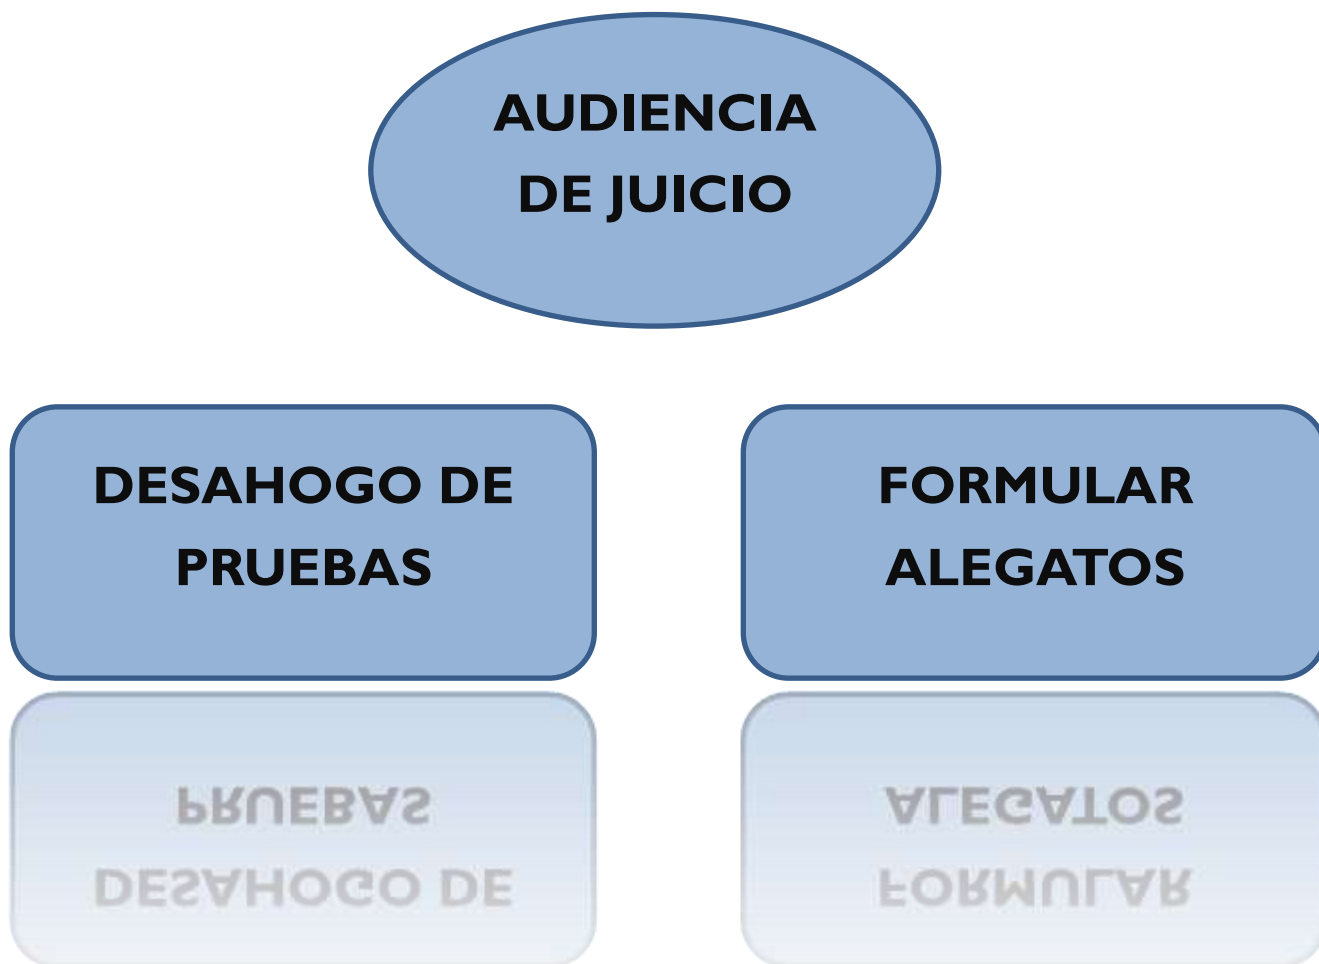 AUDIENCIA
DE JUICIO
DESAHOGO DE
PRUEBAS
FORMULAR
ALEGATOS